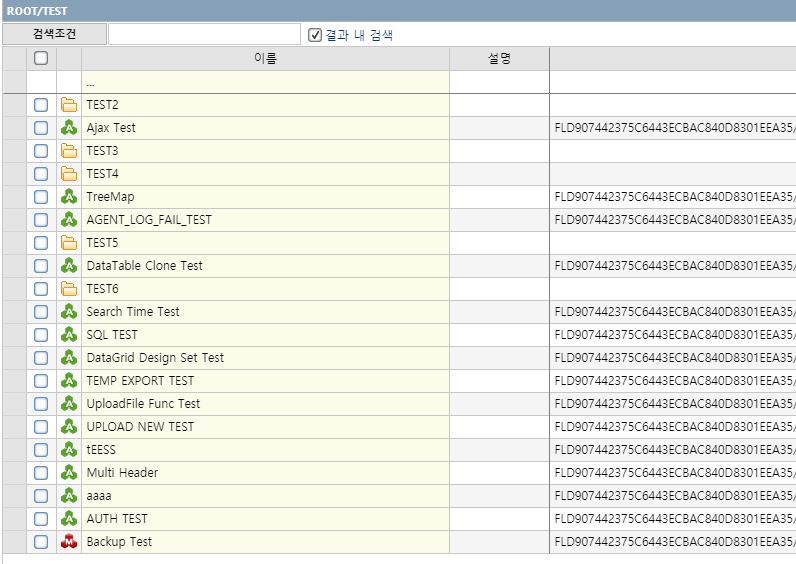 ROOT/TEST
검색조건 결과 내 검색
이름 설명
...
TEST2
Ajax Test FLD907442375C6443ECBAC840D8301EEA35/
TEST3
TEST4
TreeMap FLD907442375C6443ECBAC840D8301EEA35/
AGENT_LOG_FAIL_TEST FLD907442375C6443ECBAC840D8301EEA35/
TEST5
DataTable Clone Test FLD907442375C6443ECBAC840D8301EEA35/
TEST6
Search Time Test FLD907442375C6443ECBAC840D8301EEA35/
SQL TEST FLD907442375C6443ECBAC840D8301EEA35/
DataGrid Design Set Test FLD907442375C6443ECBAC840D8301EEA35/
TEMP EXPORT TEST FLD907442375C6443ECBAC840D8301EEA35/
UploadFile Func Test FLD907442375C6443ECBAC840D8301EEA35/
UPLOAD NEW TEST FLD907442375C6443ECBAC840D8301EEA35/
tEESS FLD907442375C6443ECBAC840D8301EEA35/
Multi Header FLD907442375C6443ECBAC840D8301EEA35/
aaaa FLD907442375C6443ECBAC840D8301EEA35/
AUTH TEST FLD907442375C6443ECBAC840D8301EEA35/
Backup Test FLD907442375C6443ECBAC840D8301EEA35/